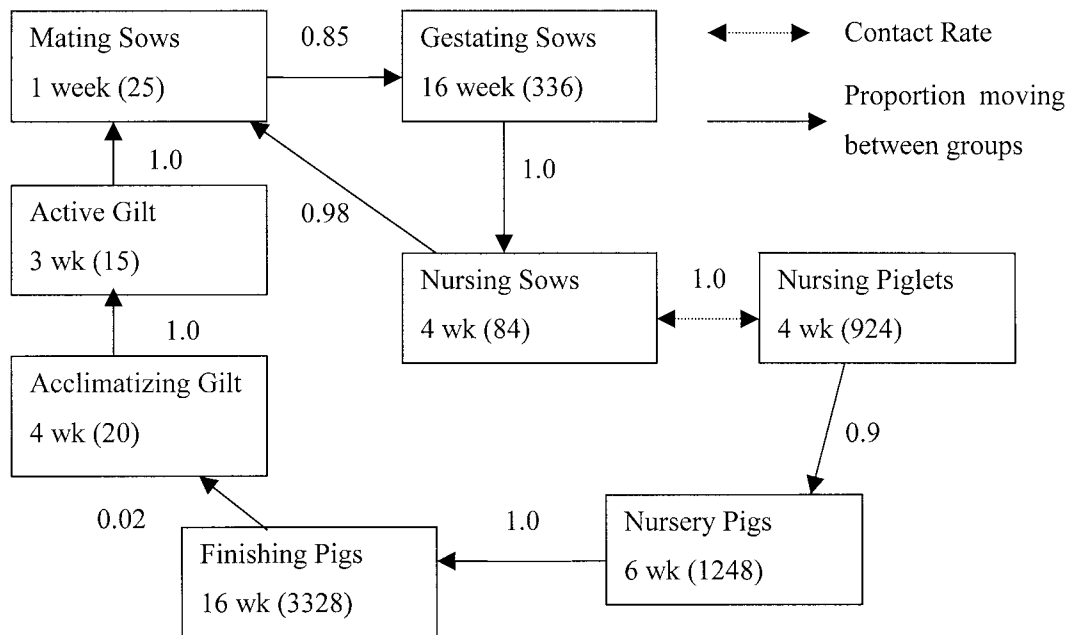 Mating Sows
1 week (25)
0.85
Gestating Sows
16 week (336)
Contact Rate
Proportion moving
between groups
1.0
1.0
Active Gilt
3 wk (15)
0.98
Nursing Sows
4 wk (84)
1.0
Nursing Piglets
4 wk (924)
1.0
Acclimatizing Gilt
4 wk (20)
0.9
0.02
Finishing Pigs
16 wk (3328)
1.0
Nursery Pigs
6 wk (1248)